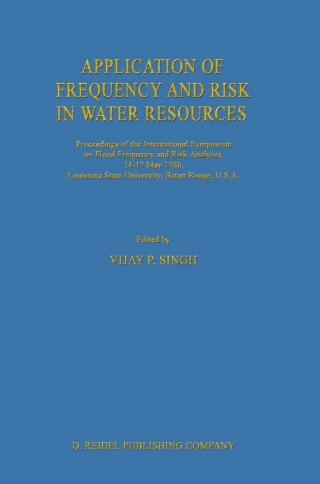 APPLICATION OF
FREQUENCY AND RISK
IN WATER RESOURCES
Proceedings of the International Symposium
on Flood Frequency and Risk Analyses,
14-17 May 1986,
Louisiana State University, Baton Rouge, U.S.A.
Edited by
VIJAY P. SINGH
D. REIDEL PUBLISHING COMPANY